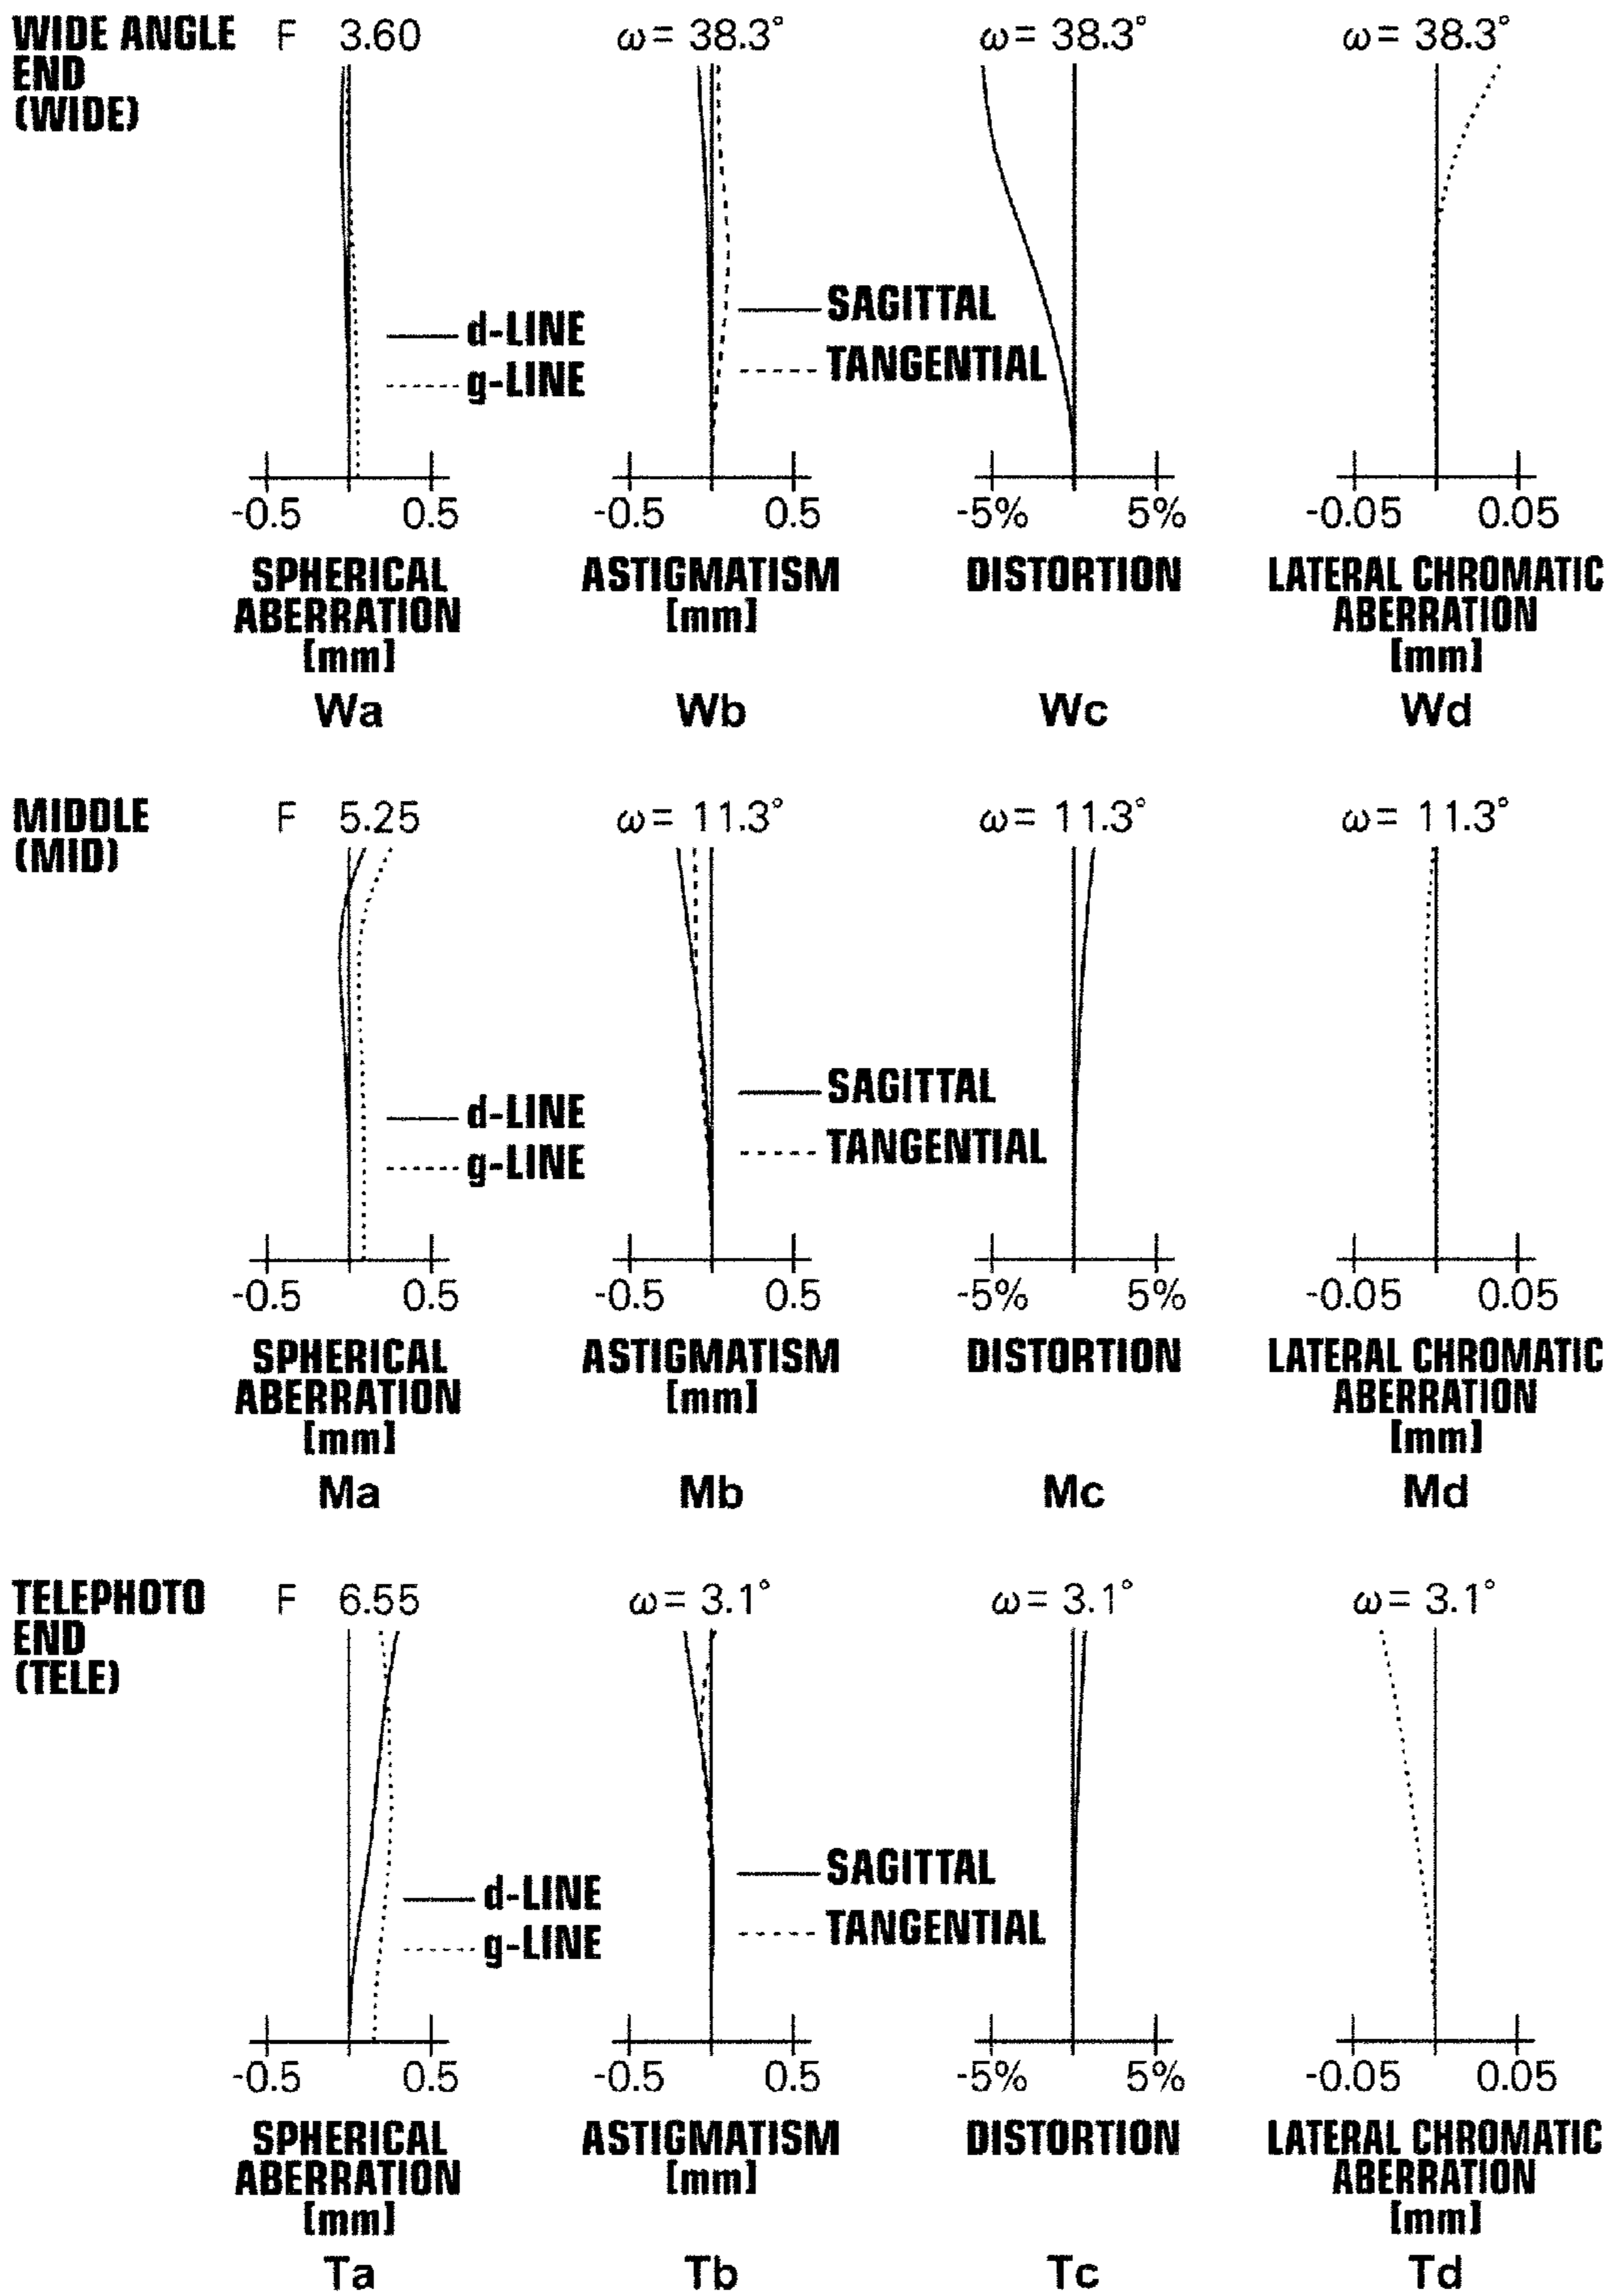 WIDE ANGLE
END
(WIDE)
F 3.60
ω= 38.3°
ω= 38.3°
ω= 38.3°
d-LINE
g-LINE
SAGITTAL
TANGENTIAL
-0.5 0.5
-0.5 0.5
-5% 5%
-0.05 0.05
SPHERICAL
ABERRATION
[mm]
ASTIGMATISM
[mm]
DISTORTION
LATERAL CHROMATIC
ABERRATION
[mm]
Wa
Wb
Wc
Wd
MIDDLE
(MID)
F 5.25
ω= 11.3°
ω= 11.3°
ω= 11.3°
d-LINE
g-LINE
SAGITTAL
TANGENTIAL
-0.5 0.5
-0.5 0.5
-5% 5%
-0.05 0.05
SPHERICAL
ABERRATION
[mm]
ASTIGMATISM
[mm]
DISTORTION
LATERAL CHROMATIC
ABERRATION
[mm]
Ma
Mb
Mc
Md
TELEPHOTO
END
(TELE)
F 6.55
ω= 3.1°
ω= 3.1°
ω= 3.1°
d-LINE
g-LINE
SAGITTAL
TANGENTIAL
-0.5 0.5
-0.5 0.5
-5% 5%
-0.05 0.05
SPHERICAL
ABERRATION
[mm]
ASTIGMATISM
[mm]
DISTORTION
LATERAL CHROMATIC
ABERRATION
[mm]
Ta
Tb
Tc
Td